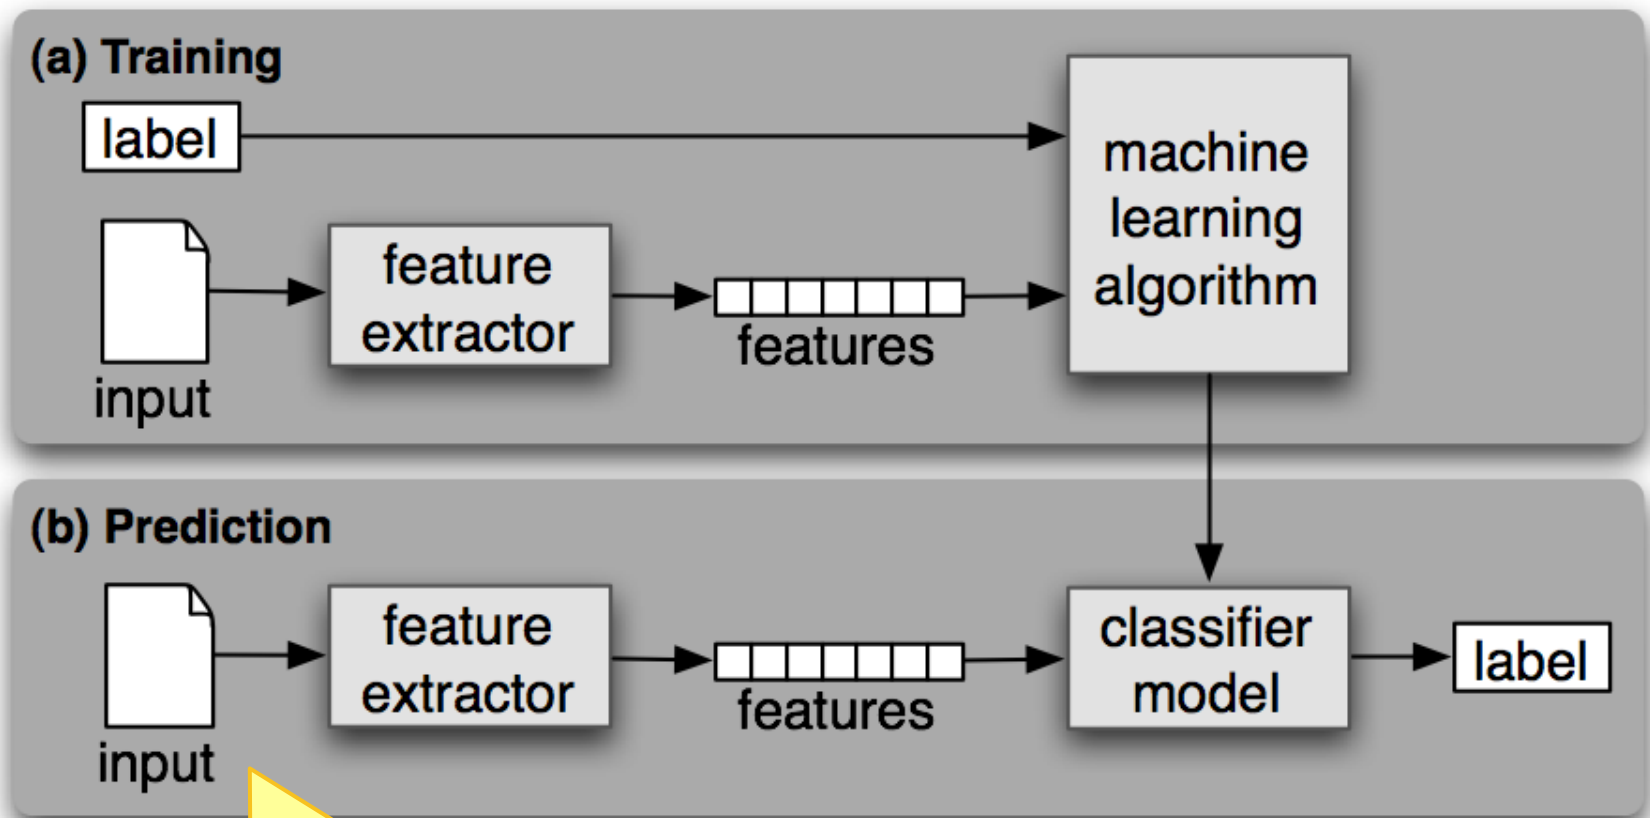 (a) Training
label
machine
learning
algorithm
feature
extractor
features
input
(b) Prediction
feature
extractor
features
classifier
model
label
input